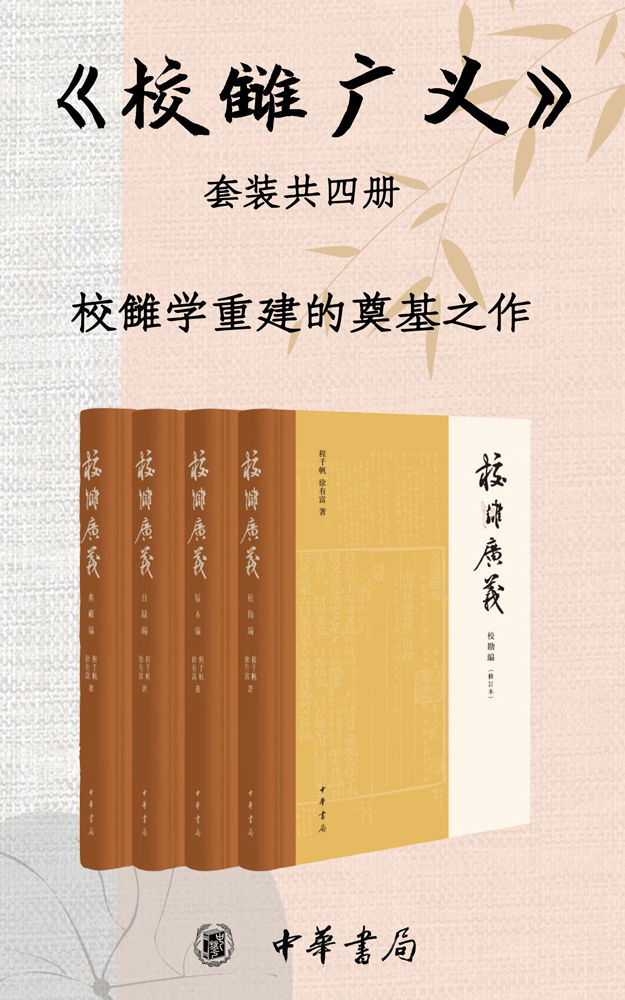 《校雠广义》
套装共四册
校雠学重建的奠基之作
校讎廣義
典藏編
程千帆
徐有富 著
中華書局
校讎廣義
目録編
程千帆
徐有富 著
中華書局
校讎廣義
版本編
程千帆
徐有富 著
中華書局
校讎廣義
校勘編
程千帆
徐有富 著
中華書局
程千帆 徐有富 著
中華書局
校讎廣義
校勘編(修訂本)
中華書局